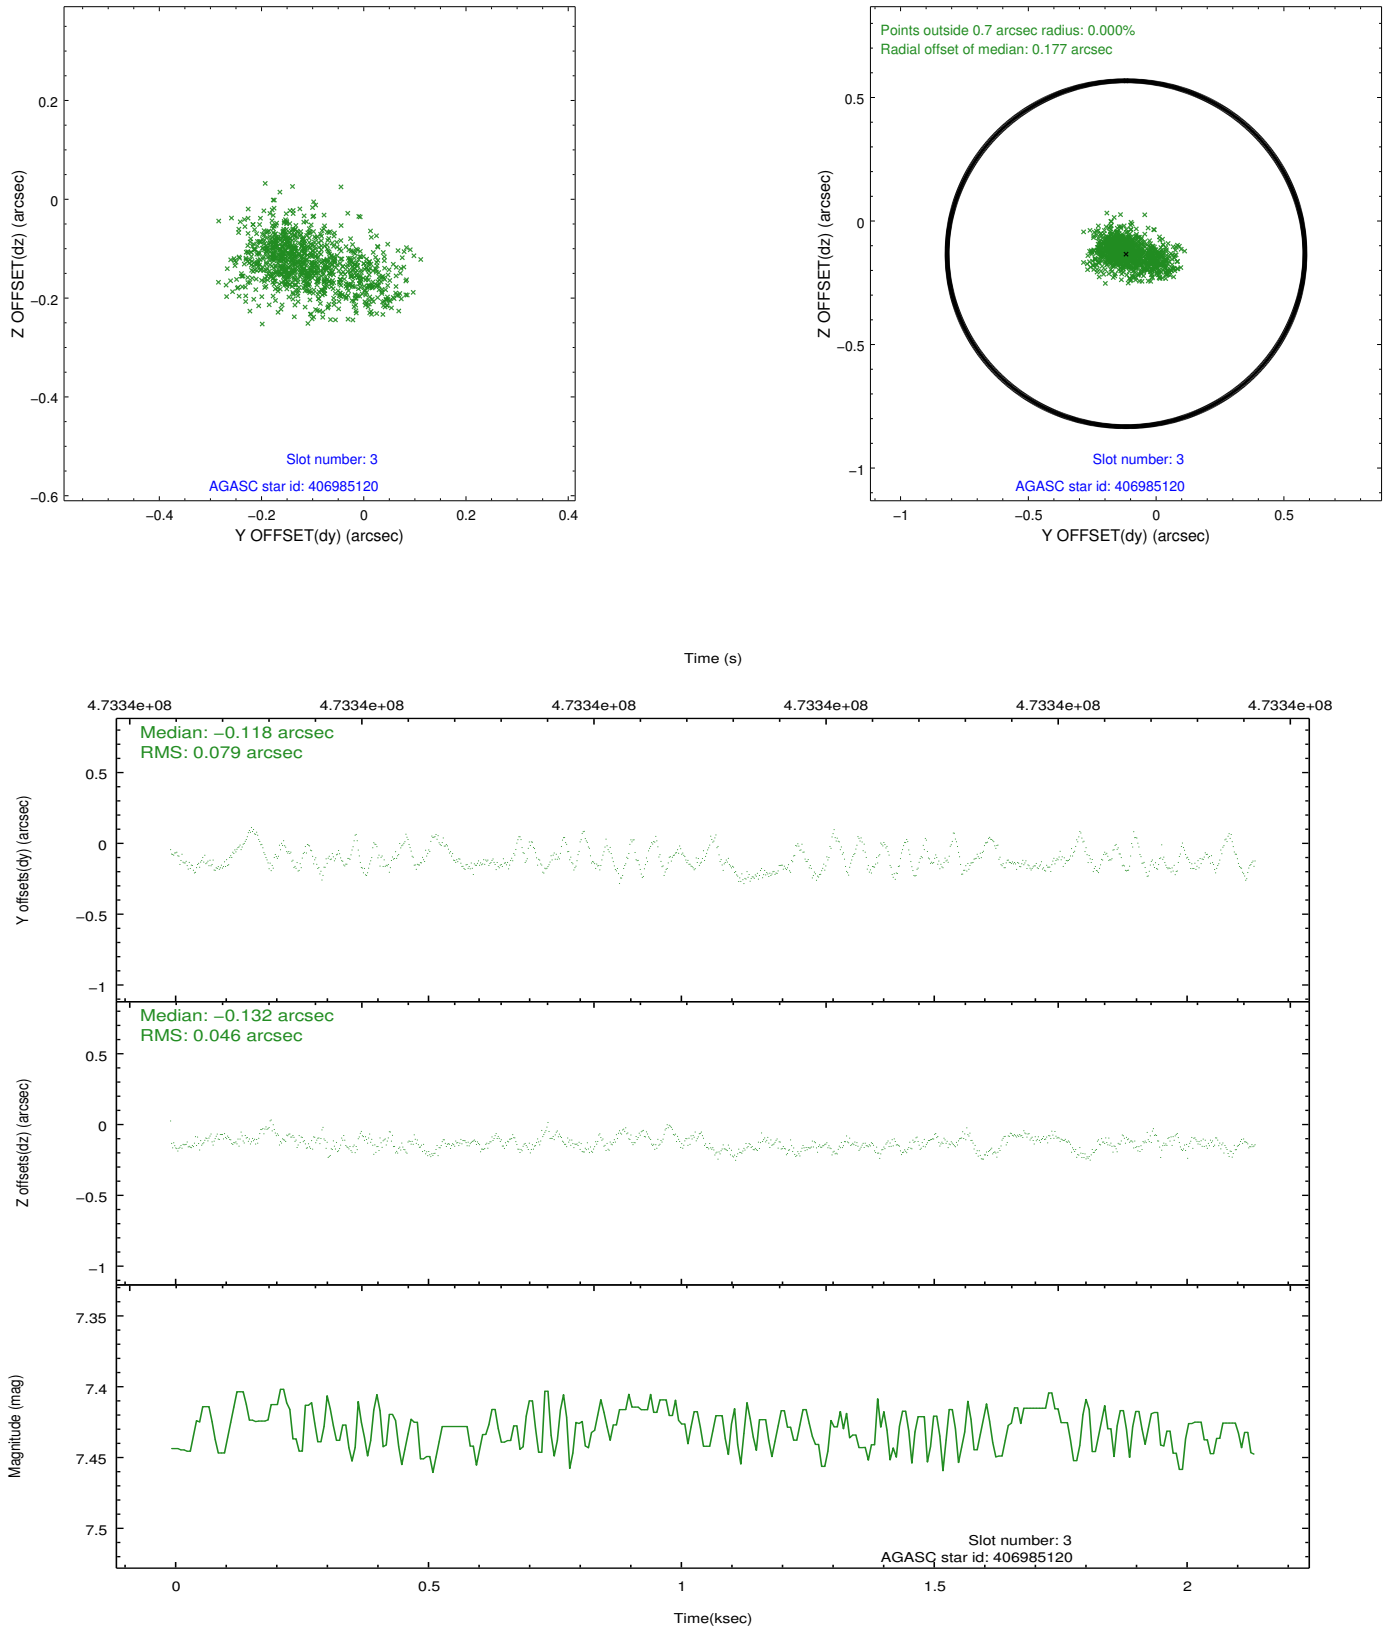 0.2
0
−0.2
−0.4
−0.6
Z OFFSET(dz) (arcsec)
Slot number: 3
AGASC star id: 406985120
−0.4
−0.2
0
0.2
0.4
Y OFFSET(dy) (arcsec)
Points outside 0.7 arcsec radius: 0.000%
Radial offset of median: 0.177 arcsec
0.5
0
−0.5
−1
Z OFFSET(dz) (arcsec)
Slot number: 3
AGASC star id: 406985120
−1
−0.5
0
0.5
Y OFFSET(dy) (arcsec)
Time (s)
4.7334e+08
4.7334e+08
4.7334e+08
4.7334e+08
4.7334e+08
4.7334e+08
Median: −0.118 arcsec
RMS: 0.079 arcsec
0.5
0
−0.5
−1
Y offsets(dy) (arcsec)
Median: −0.132 arcsec
RMS: 0.046 arcsec
0.5
0
−0.5
−1
Z offsets(dz) (arcsec)
7.35
7.4
7.45
7.5
Magnitude (mag)
Slot number: 3
AGASC star id: 406985120
0
0.5
1
1.5
2
Time(ksec)